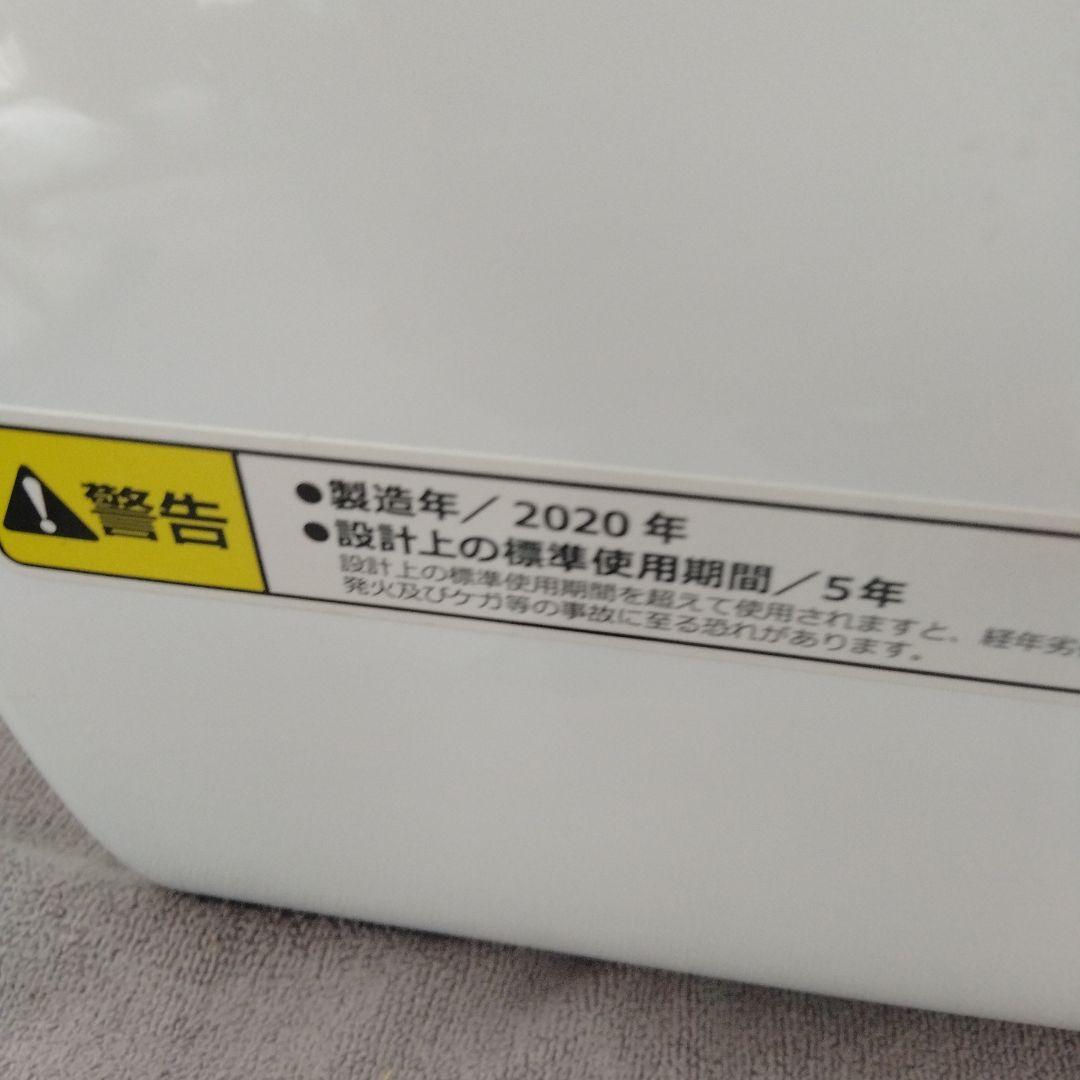 警告
●製造年／2020年
●設計上の標準使用期間／5年
設計上の標準使用期間を超えて使用されますと、経年劣
発火及びケガ等の事故に至る恐れがあります。